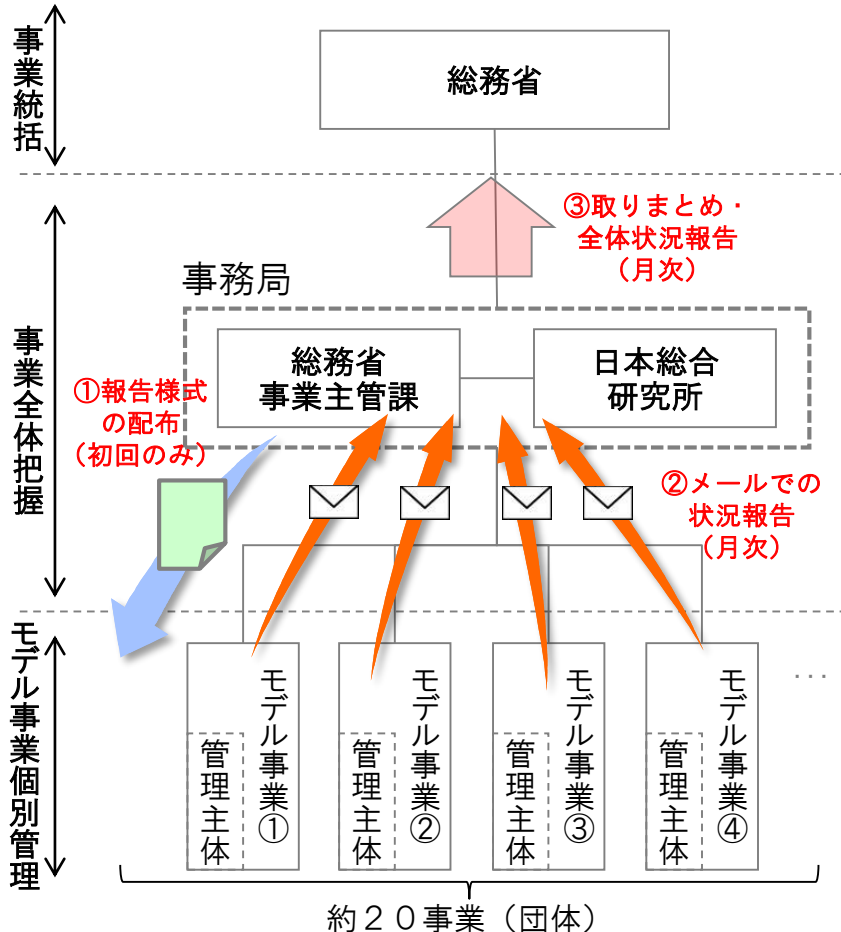 事業統括
総務省
③取りまとめ・
全体状況報告
（月次）
事業全体把握
事務局
総務省
事業主管課
日本総合
研究所
①報告様式
の配布
（初回のみ）
②メールでの
状況報告
（月次）
モデル事業個別管理
モデル事業①
管理主体
モデル事業②
管理主体
モデル事業③
管理主体
モデル事業④
管理主体
･･･
約２０事業（団体）